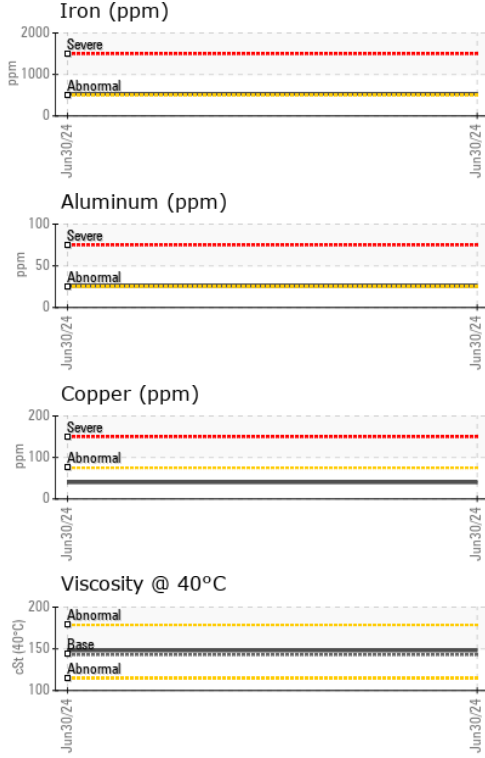 Iron (ppm)
2000
Severe
1000
ppm
Abnormal
0
Jun30/24
Jun30/24
Aluminum (ppm)
100
Severe
50
ppm
Abnormal
0
Jun30/24
Jun30/24
Copper (ppm)
200
Severe
100
ppm
Abnormal
0
Jun30/24
Jun30/24
Viscosity @ 40°C
200
Abnormal
150
cSt (40°C)
Base
Abnormal
100
Jun30/24
Jun30/24